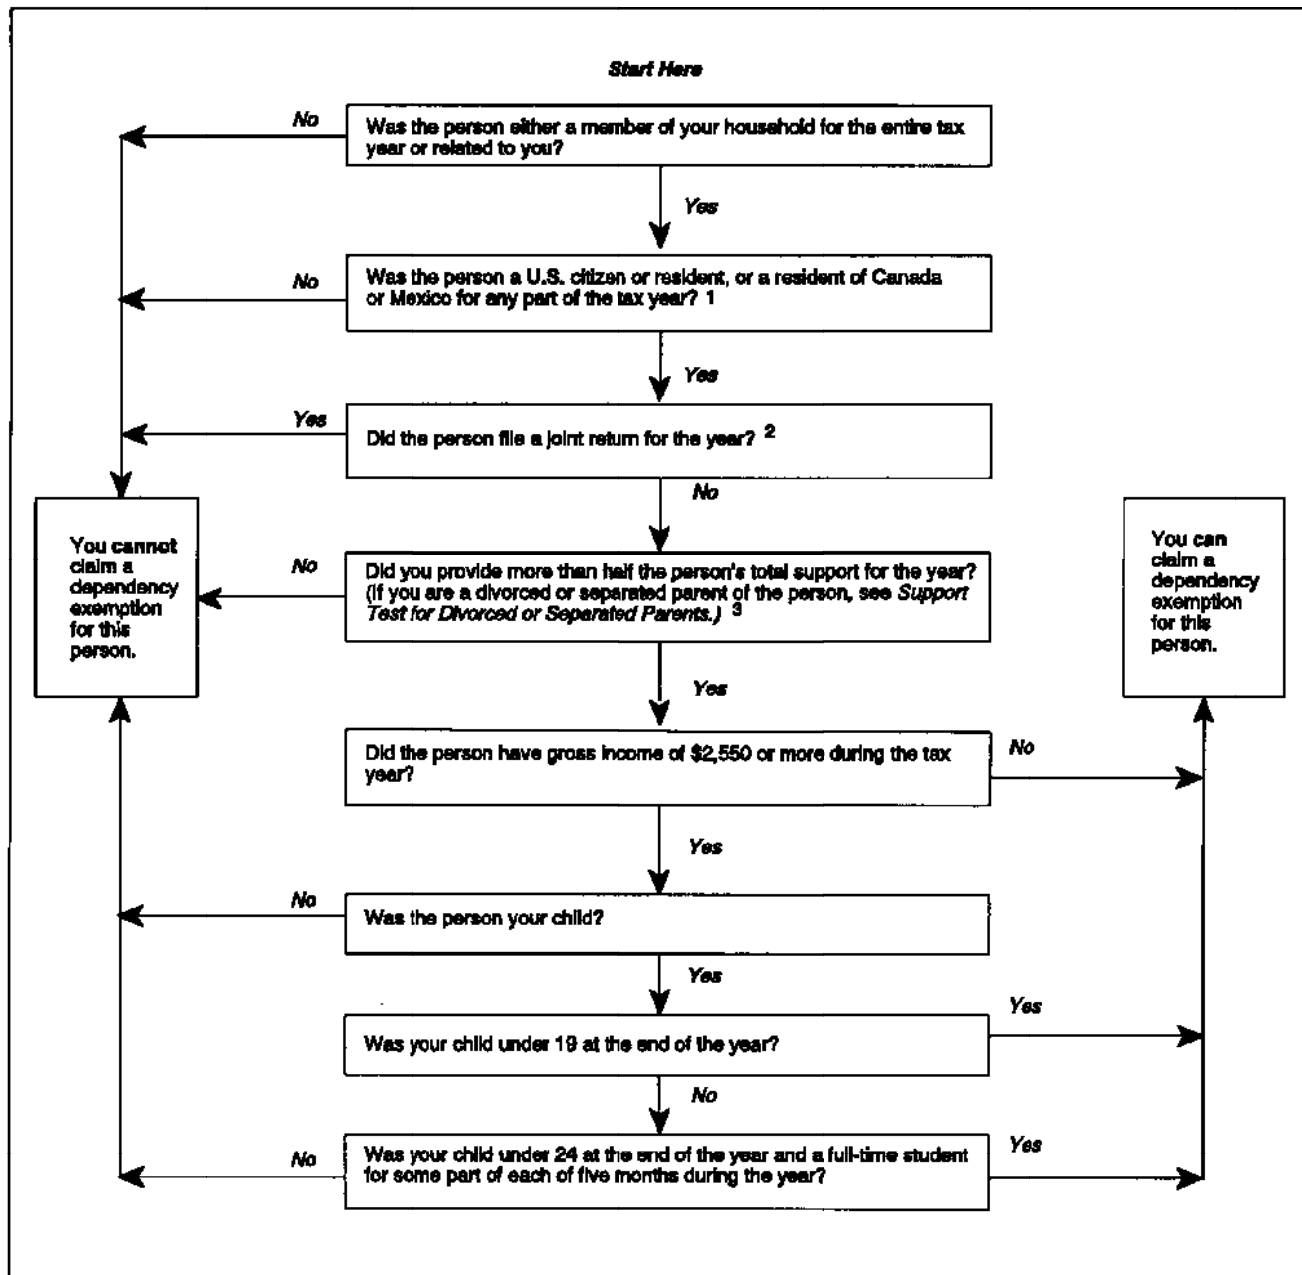 Start Here
No
Was the person either a member of your household for the entire tax
year or related to you?
Yes
No
Was the person a U.S. citizen or resident, or a resident of Canada
or Mexico for any part of the tax year? 1
Yes
Yes
Did the person file a joint return for the year? 2
No
You cannot
claim a
dependency
exemption
for this
person.
No
Did you provide more than half the person's total support for the year?
(If you are a divorced or separated parent of the person, see Support
Test for Divorced or Separated Parents.) 3
You can
claim a
dependency
exemption
for this
person.
Yes
Did the person have gross income of $2,550 or more during the tax
year?
No
Yes
No
Was the person your child?
Yes
Was your child under 19 at the end of the year?
Yes
No
No
Was your child under 24 at the end of the year and a full-time student
for some part of each of five months during the year?
Yes